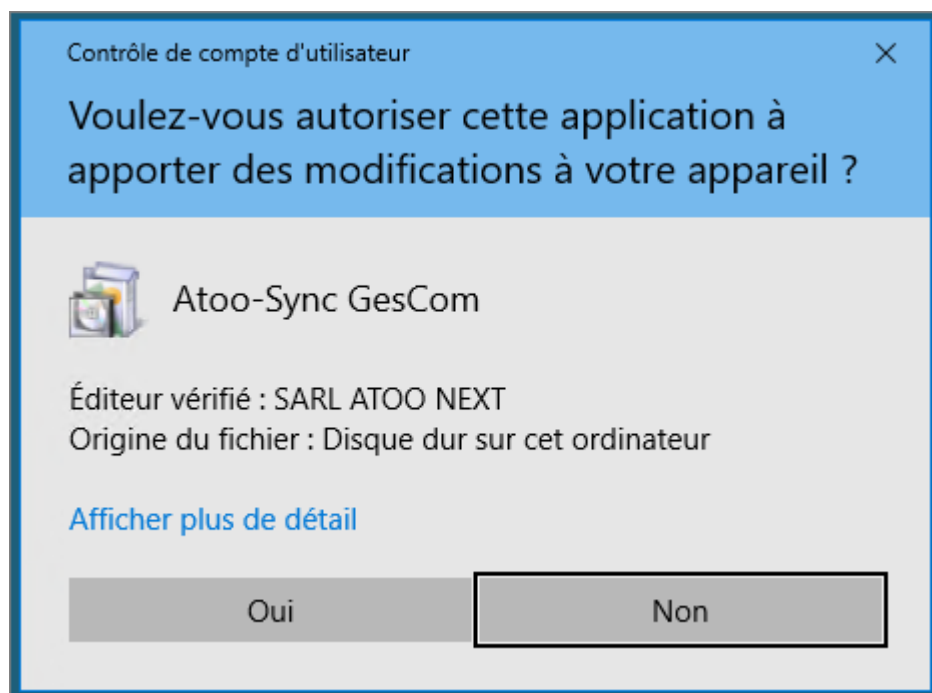 Contrôle de compte d'utilisateur
Voulez-vous autoriser cette application à
apporter des modifications à votre appareil ?
Atoo-Sync GesCom
Éditeur vérifié : SARL ATOO NEXT
Origine du fichier : Disque dur sur cet ordinateur
Afficher plus de détail
Oui
Non